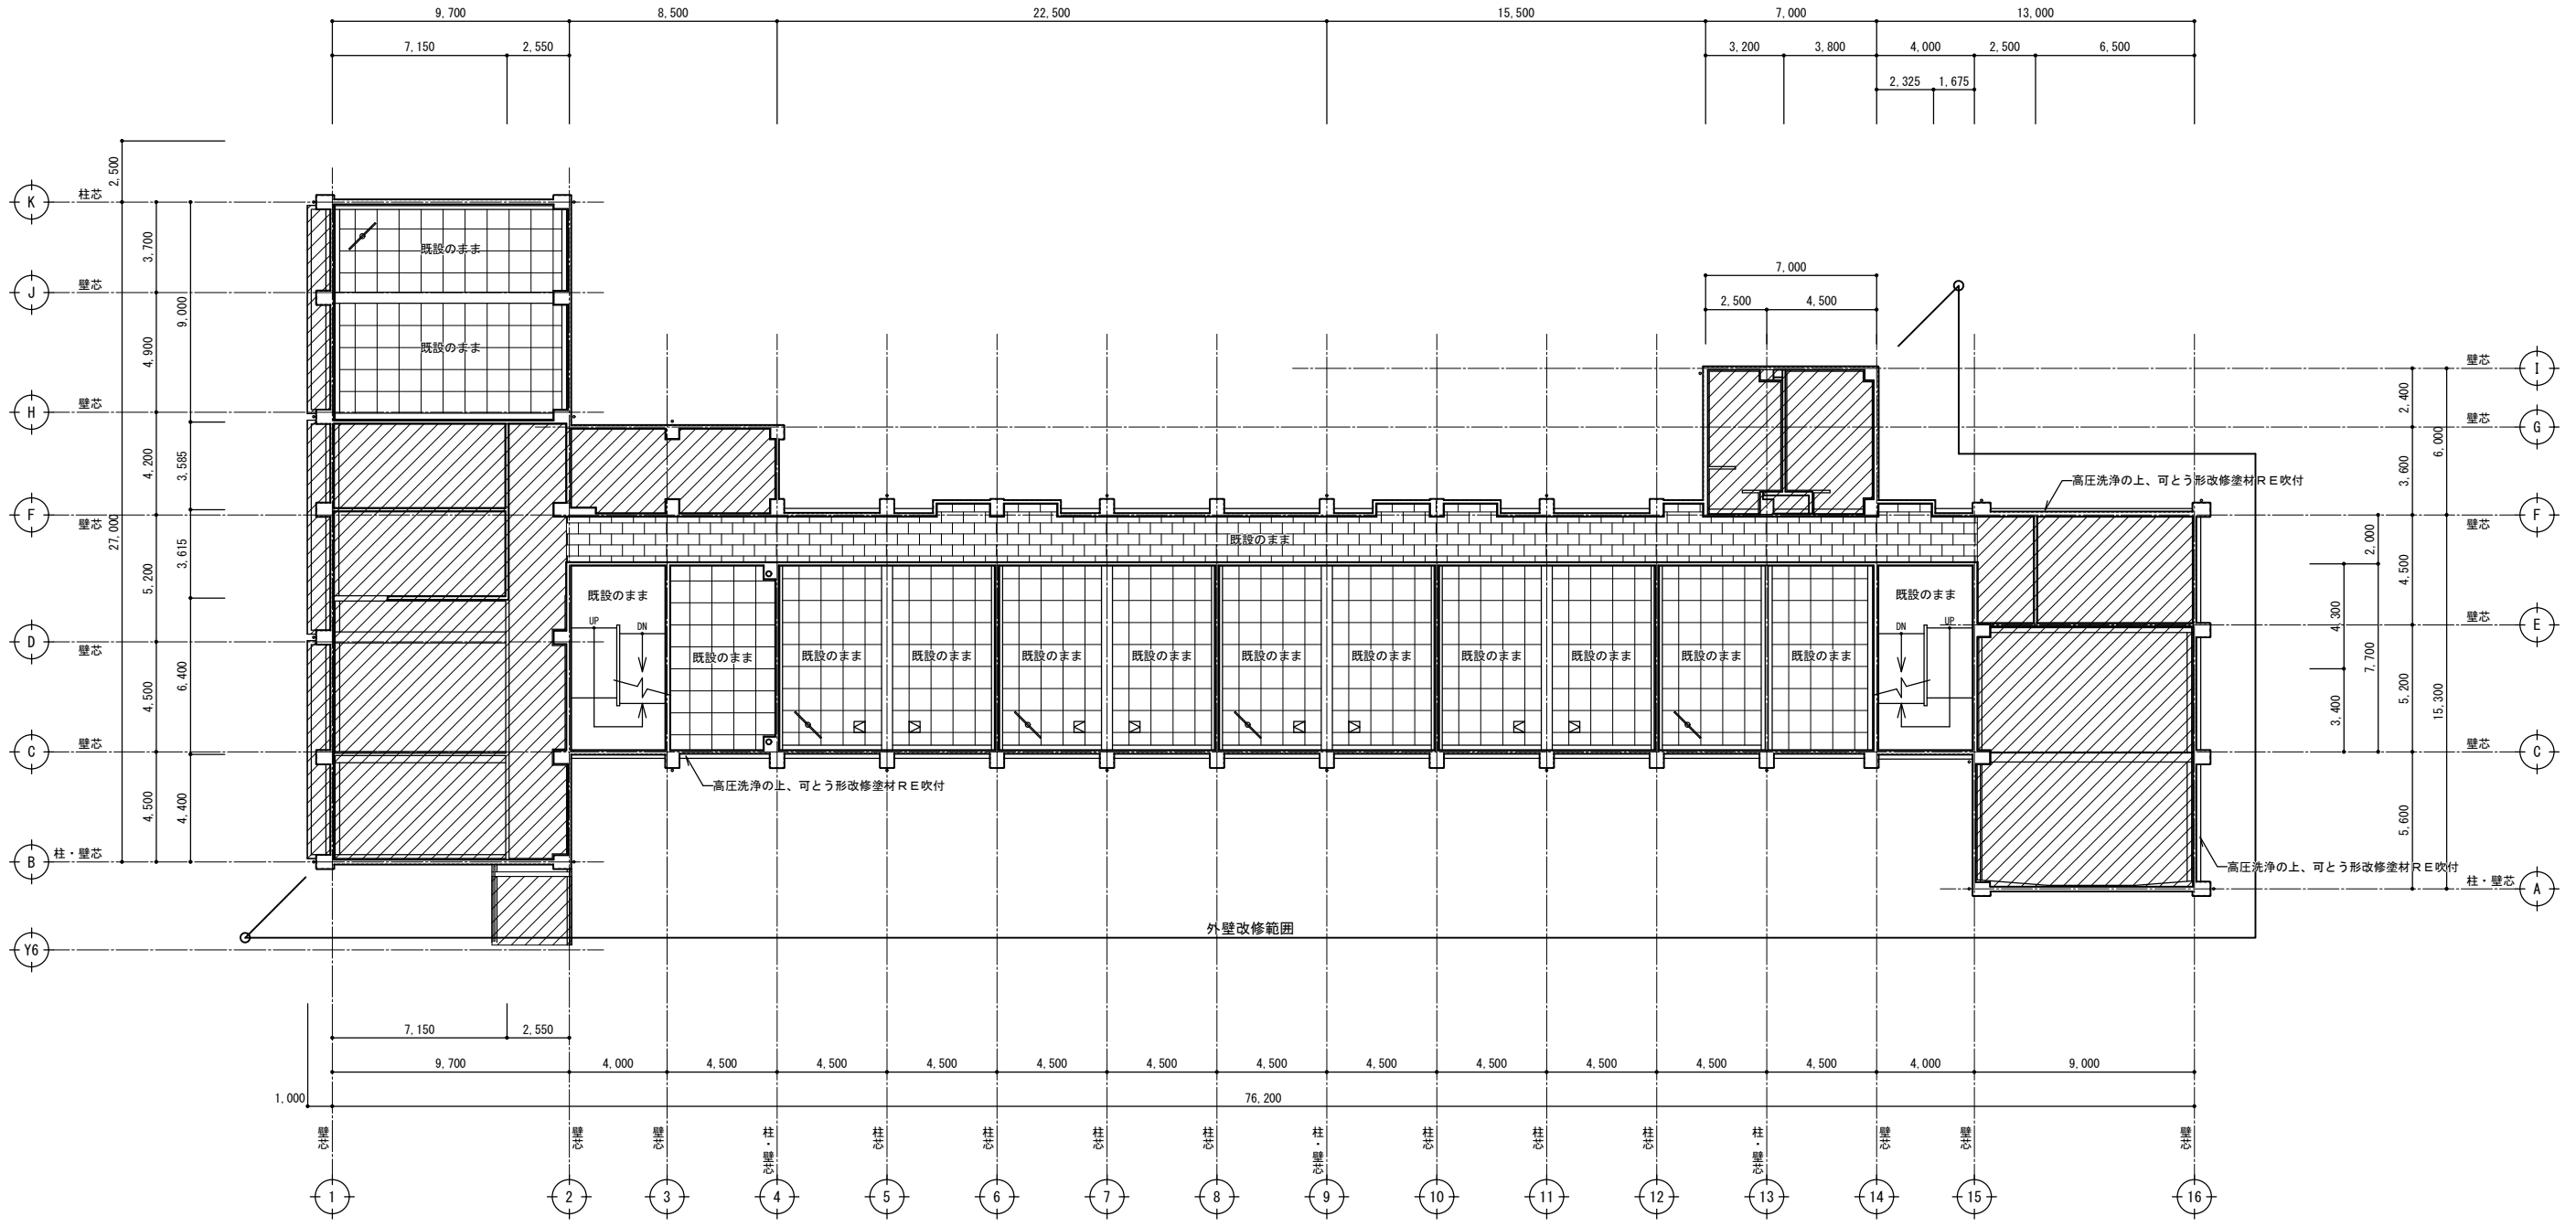 9,700 8,500 22,500 15,500 7,000 13,000
7,150 2,550 3,200 3,800 4,000 2,500 6,500
2,325 1,675
2,500
K 柱芯
3,700
既設のまま
J 壁芯
9,000
7,000
2,500 4,500
4,900
既設のまま
壁芯 I
H 壁芯
2,400
壁芯 G
6,000
4,200 3,585
3,600
高圧洗浄の上、可とう形改修塗材RE吹付
F 壁芯
27,000
壁芯 F
既設のまま
3,615
2,000
5,200
4,500
既設のまま 既設のまま
4,300
UP DN DN UP
壁芯 E
D 壁芯
既設のまま 既設のまま 既設のまま 既設のまま 既設のまま 既設のまま 既設のまま 既設のまま 既設のまま 既設のまま 既設のまま
6,400
7,700
4,500
5,200
15,300
3,400
C 壁芯
壁芯 C
高圧洗浄の上、可とう形改修塗材RE吹付
4,500 4,400
5,600
B 柱・壁芯
高圧洗浄の上、可とう形改修塗材RE吹付
柱・壁芯 A
外壁改修範囲
Y6
7,150 2,550
9,700 4,000 4,500 4,500 4,500 4,500 4,500 4,500 4,500 4,500 4,500 4,500 4,500 4,000 9,000
1,000 76,200
壁芯 壁芯 壁芯 柱・壁芯 柱芯 柱芯 柱芯 柱芯 柱・壁芯 柱芯 柱芯 柱芯 柱・壁芯 壁芯 壁芯 壁芯
1 2 3 4 5 6 7 8 9 10 11 12 13 14 15 16